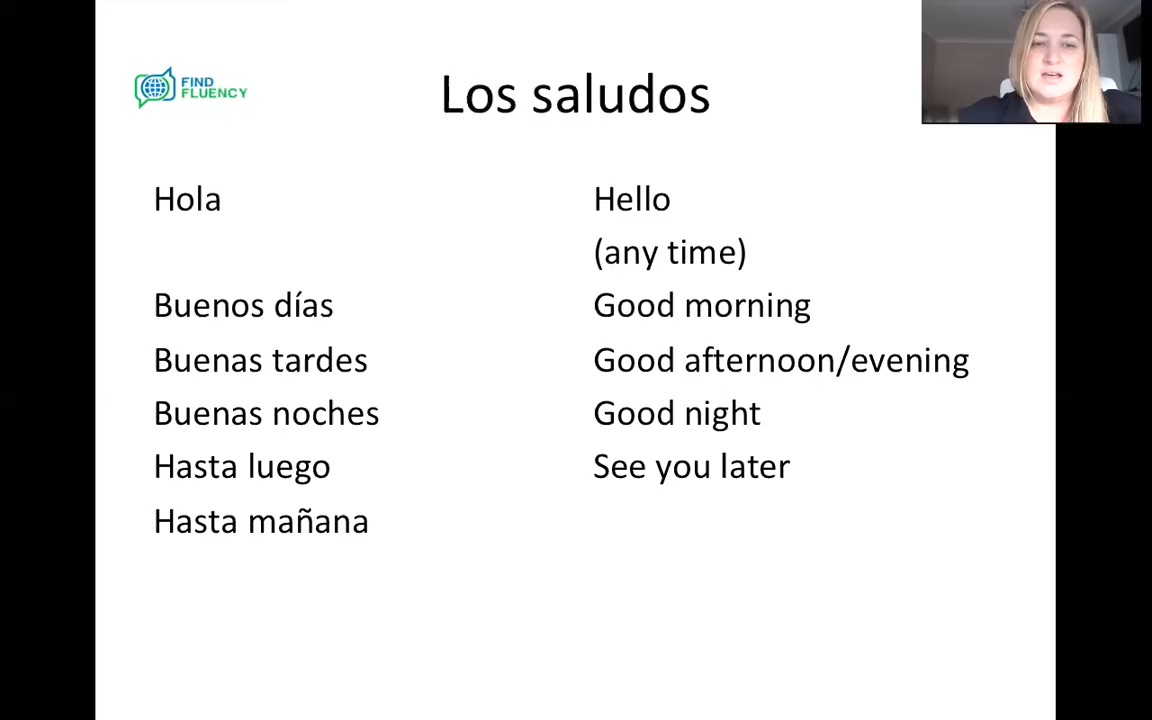 FIND
FLUENCY
Los saludos
Hola
Hello
(any time)
Buenos días
Good morning
Buenas tardes
Good afternoon/evening
Buenas noches
Good night
Hasta luego
See you later
Hasta mañana